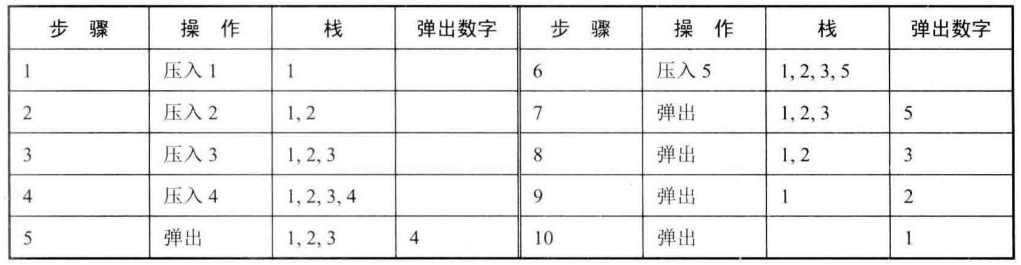 步 骤 操 作 栈 弹出数字 步 骤 操 作 栈 弹出数字
1 压入 1 1 6 压入 5 1, 2, 3, 5
2 压入 2 1, 2 7 弹出 1, 2, 3 5
3 压入 3 1, 2, 3 8 弹出 1, 2 3
4 压入 4 1, 2, 3, 4 9 弹出 1 2
5 弹出 1, 2, 3 4 10 弹出 1